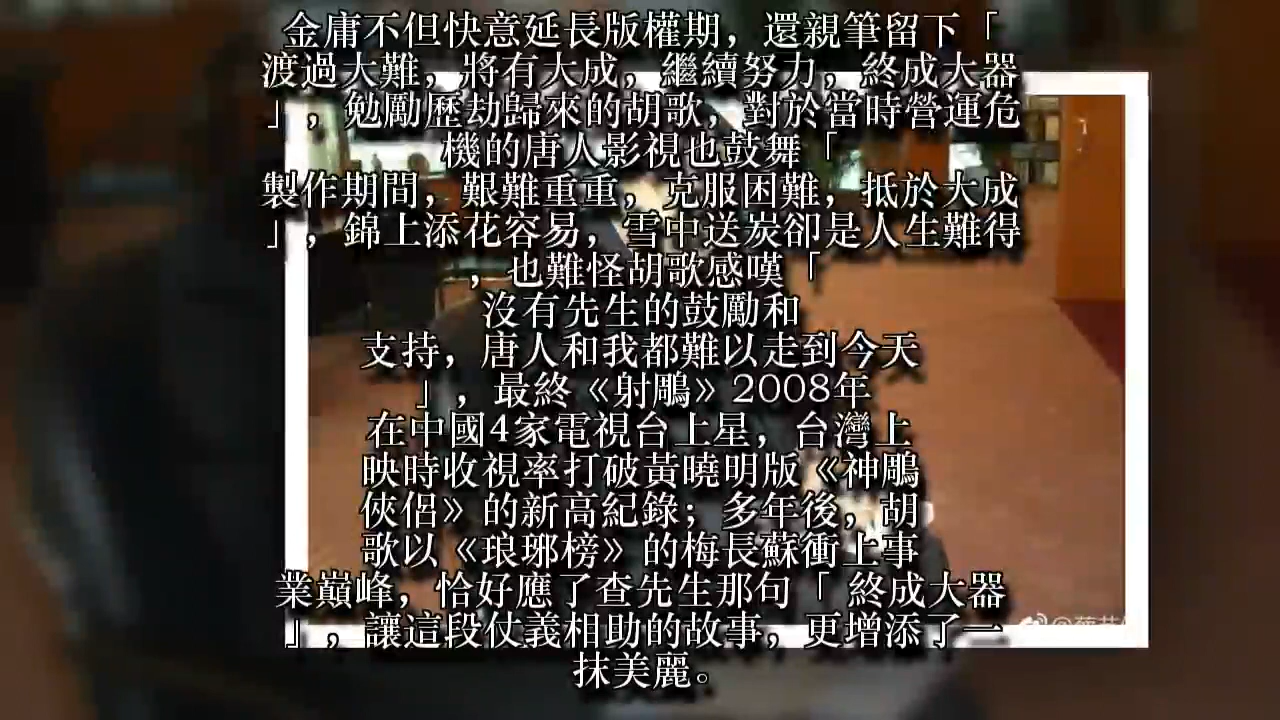 金庸不但快意延長版權期，還親筆留下「
渡過大難，將有大成，繼續努力，終成大器
」，勉勵歷劫歸來的胡歌，對於當時營運危
機的唐人影視也鼓舞「
製作期間，艱難重重，克服困難，抵於大成
」，錦上添花容易，雪中送炭卻是人生難得
，也難怪胡歌感嘆「
沒有先生的鼓勵和
支持，唐人和我都難以走到今天
」，最終《射鵰》2008年
在中國4家電視台上星，台灣上
映時收視率打破黃曉明版《神鵰
俠侶》的新高紀錄；多年後，胡
歌以《琅琊榜》的梅長蘇衝上事
業巔峰，恰好應了查先生那句「 終成大器
」，讓這段仗義相助的故事，更增添了一
抹美麗。